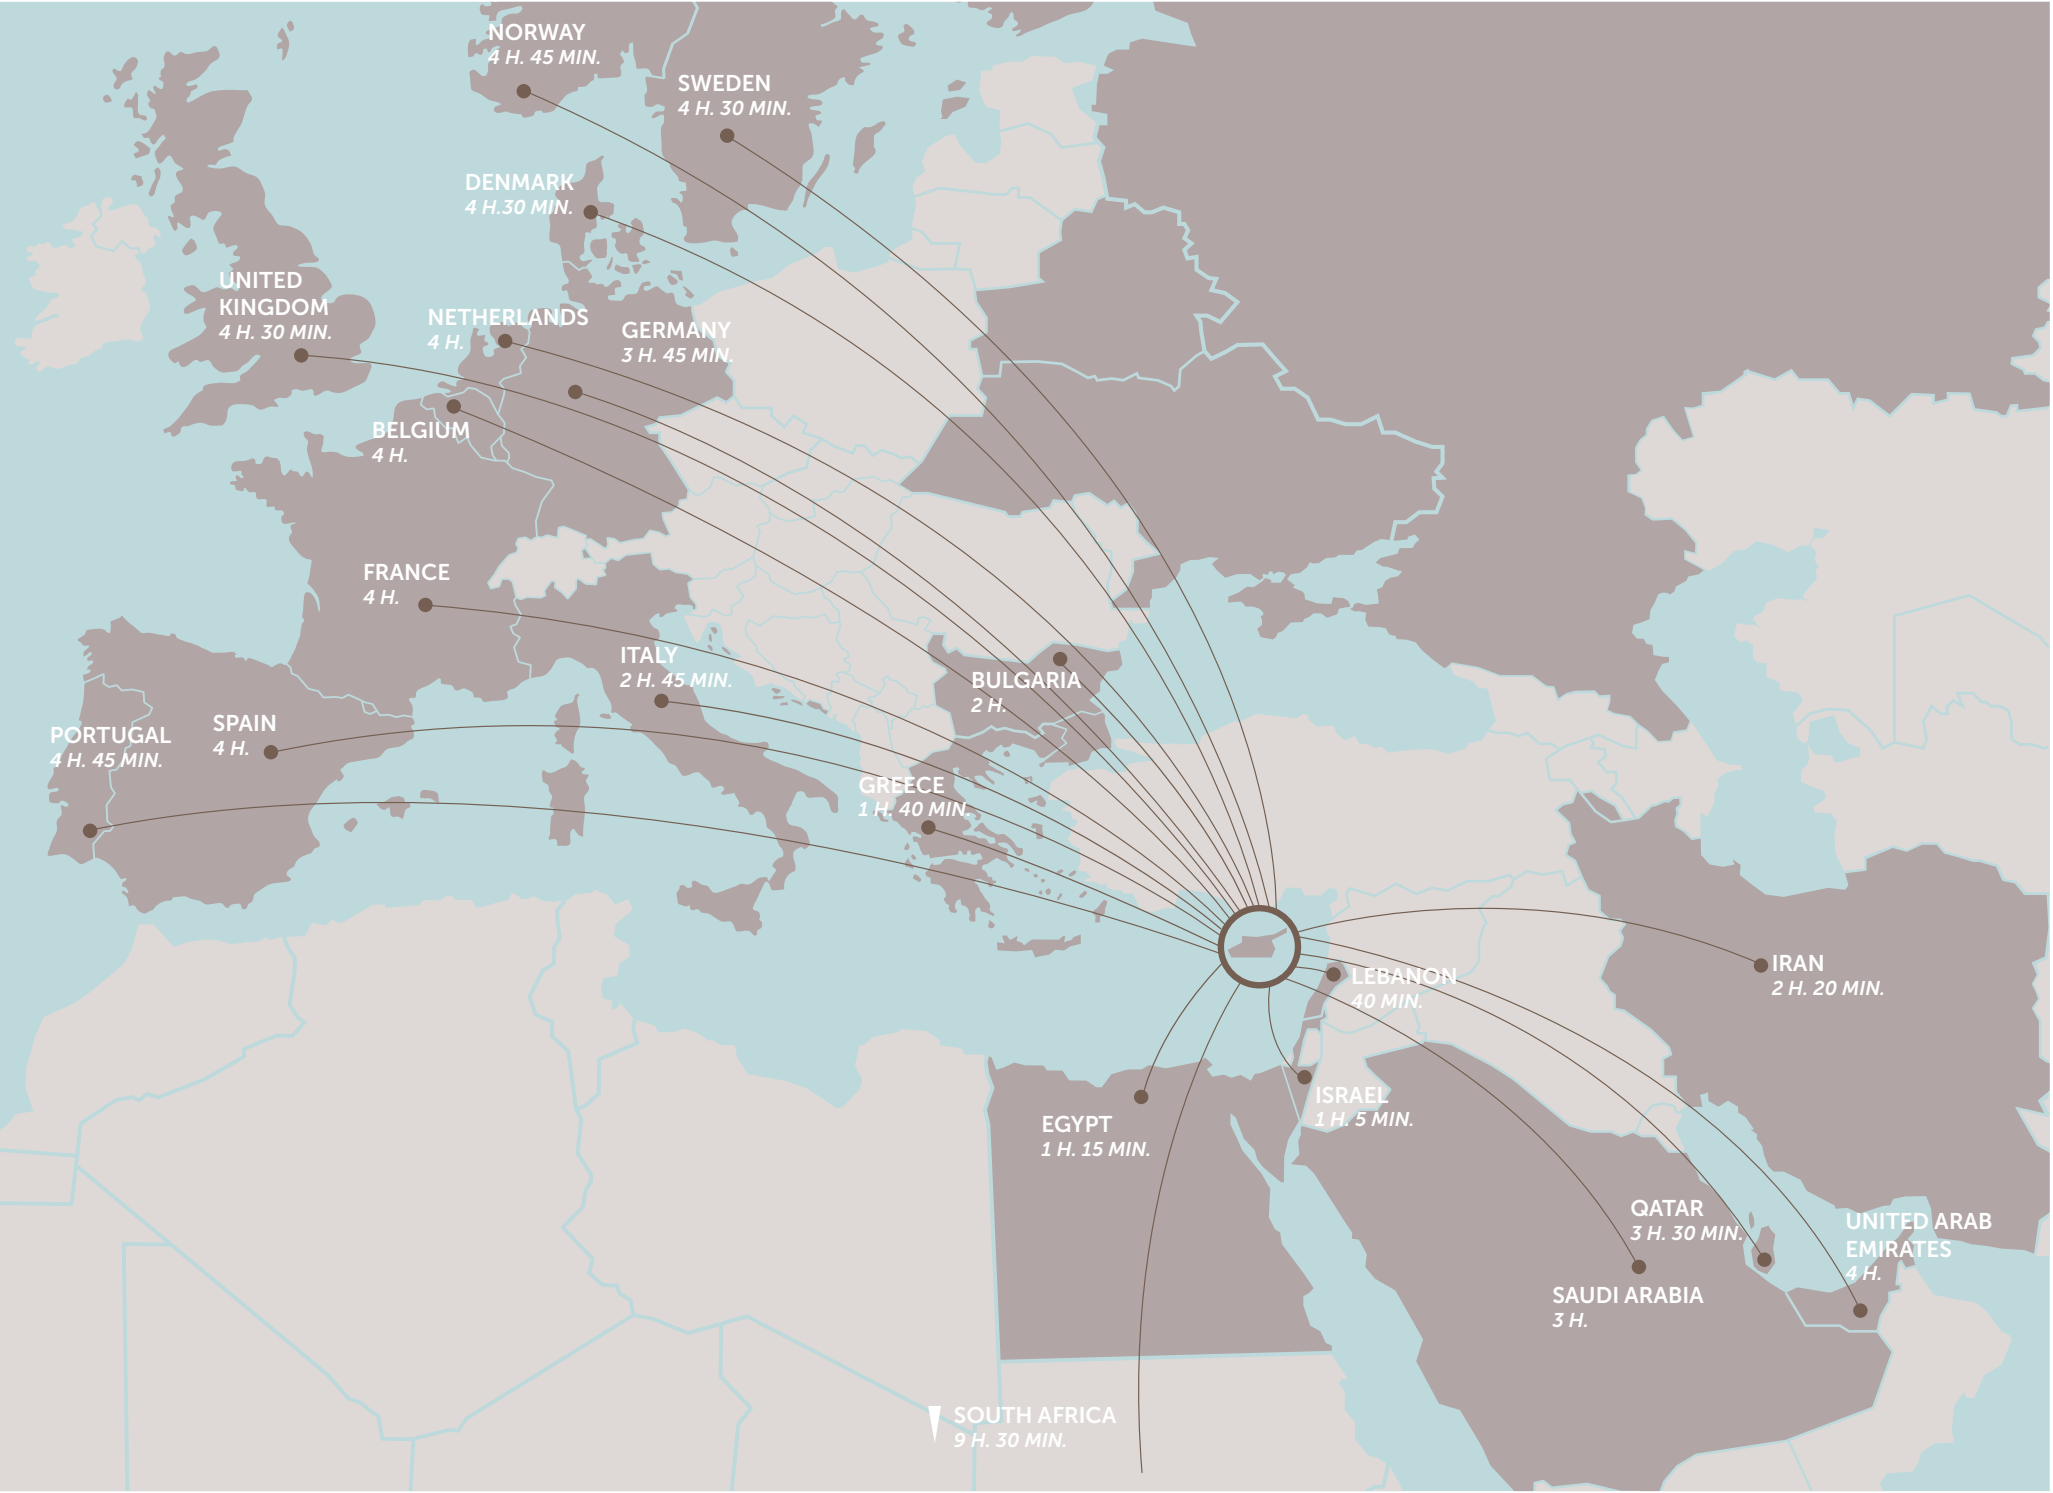 NORWAY
4 H. 45 MIN.
SWEDEN
4 H. 30 MIN.
DENMARK
4 H.30 MIN.
UNITED
KINGDOM
4 H. 30 MIN.
NETHERLANDS
4 H.
GERMANY
3 H. 45 MIN.
BELGIUM
4 H.
FRANCE
4 H.
ITALY
2 H. 45 MIN.
BULGARIA
2 H.
PORTUGAL
4 H. 45 MIN.
SPAIN
4 H.
GREECE
1 H. 40 MIN.
LEBANON
40 MIN.
IRAN
2 H. 20 MIN.
EGYPT
1 H. 15 MIN.
ISRAEL
1 H. 5 MIN.
QATAR
3 H. 30 MIN.
UNITED ARAB
EMIRATES
4 H.
SAUDI ARABIA
3 H.
SOUTH AFRICA
9 H. 30 MIN.